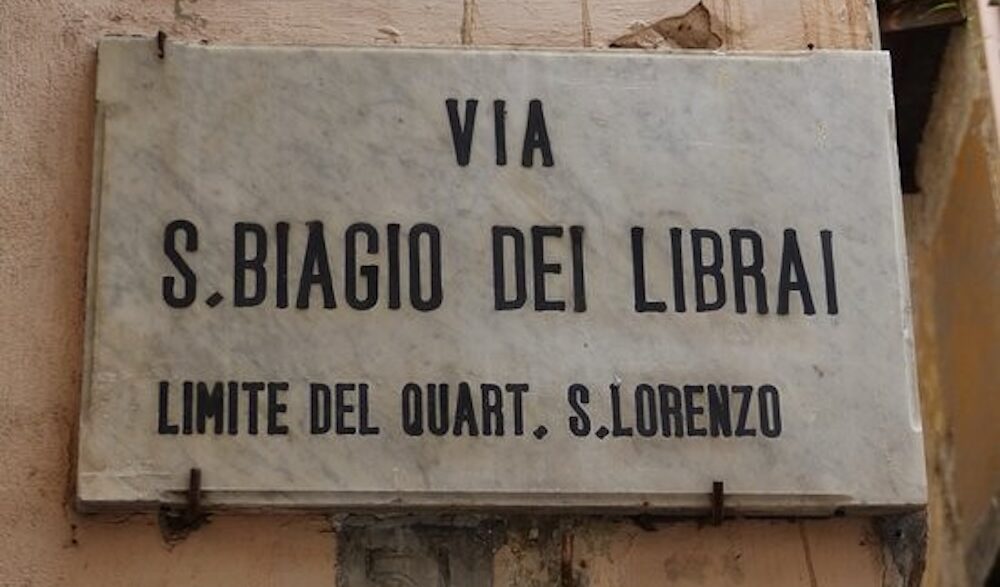 VIA
S.BIAGIO DEI LIBRAI
LIMITE DEL QUART. S.LORENZO